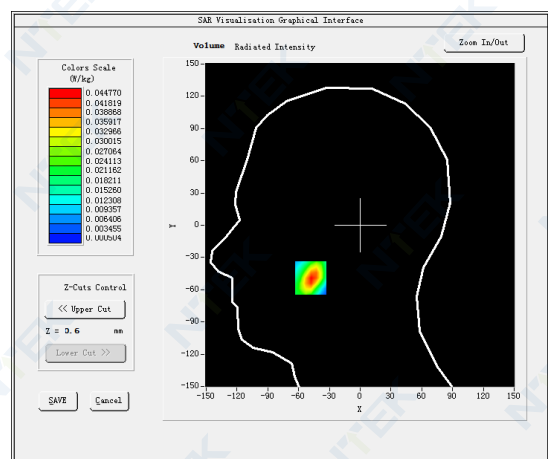 SAR Visualisation Graphical Interface
Volume Radiated Intensity
Zoom In/Out
Colors Scale
(W/kg)
0.044770
0.041819
0.038868
0.035917
0.032966
0.030015
0.027064
0.024113
0.021162
0.018211
0.015260
0.012308
0.009357
0.006406
0.003455
0.000504
Z-Cuts Control
<< Upper Cut
Z = 0.6 mm
Lower Cut >>
SAVE Cancel
150
120
90
60
30
0
-30
-60
-90
-120
-150
Y
-150 -120 -90 -60 -30 0 30 60 90 120 150
X
NTEK